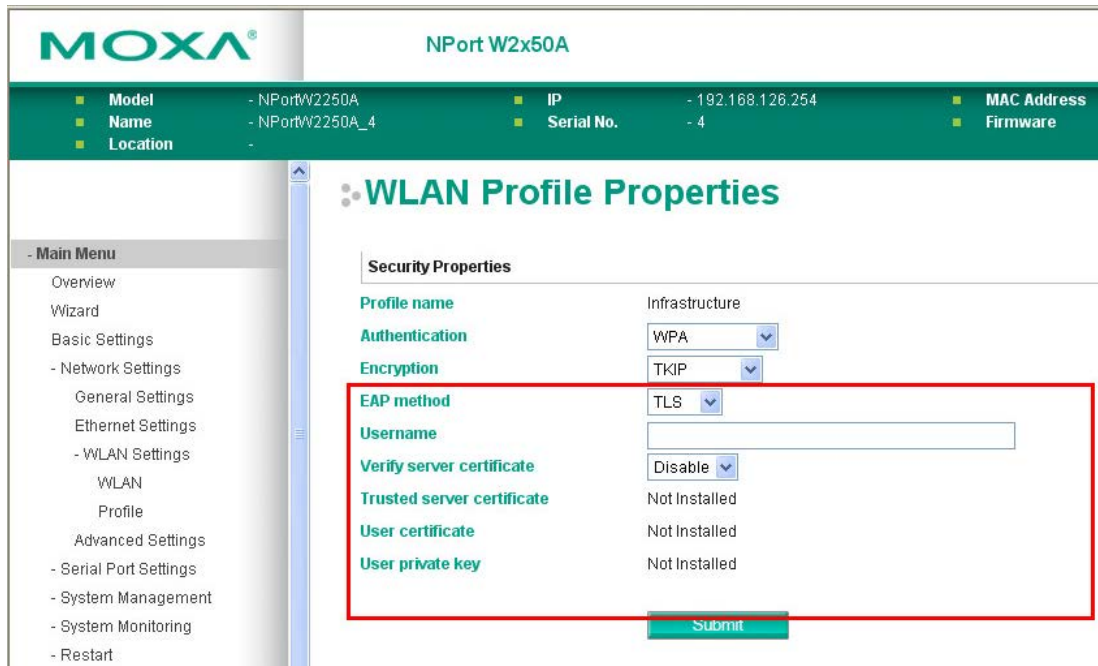 MOXA®
NPort W2x50A
Model - NPortW2250A IP - 192.168.126.254 MAC Address
Name - NPortW2250A_4 Serial No. - 4 Firmware
Location -
WLAN Profile Properties
- Main Menu
Overview
Wizard
Basic Settings
- Network Settings
General Settings
Ethernet Settings
- WLAN Settings
WLAN
Profile
Advanced Settings
- Serial Port Settings
- System Management
- System Monitoring
- Restart
Security Properties
Profile name Infrastructure
Authentication WPA
Encryption TKIP
EAP method TLS
Username
Verify server certificate Disable
Trusted server certificate Not Installed
User certificate Not Installed
User private key Not Installed
Submit